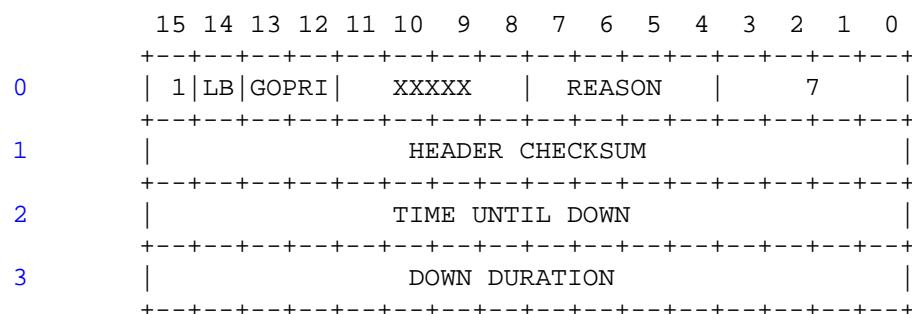 15 14 13 12 11 10 9 8 7 6 5 4 3 2 1 0
+--+--+--+--+--+--+--+--+--+--+--+--+--+--+--+--+
0 | 1|LB|GOPRI| XXXXX | REASON | 7 |
+--+--+--+--+--+--+--+--+--+--+--+--+--+--+--+--+
1 | HEADER CHECKSUM |
+--+--+--+--+--+--+--+--+--+--+--+--+--+--+--+--+
2 | TIME UNTIL DOWN |
+--+--+--+--+--+--+--+--+--+--+--+--+--+--+--+--+
3 | DOWN DURATION |
+--+--+--+--+--+--+--+--+--+--+--+--+--+--+--+--+